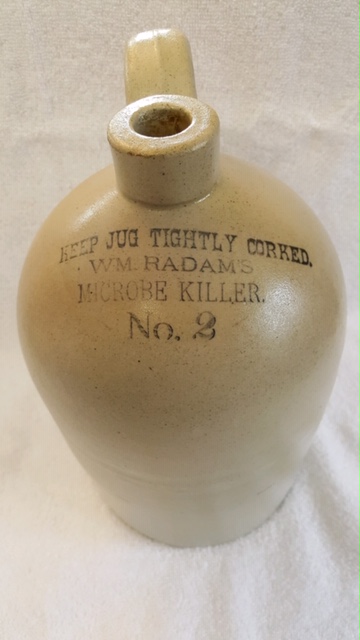 KEEP JUG TIGHTLY CORKED.
WM. RADAM'S
MICROBE KILLER.
No. 2